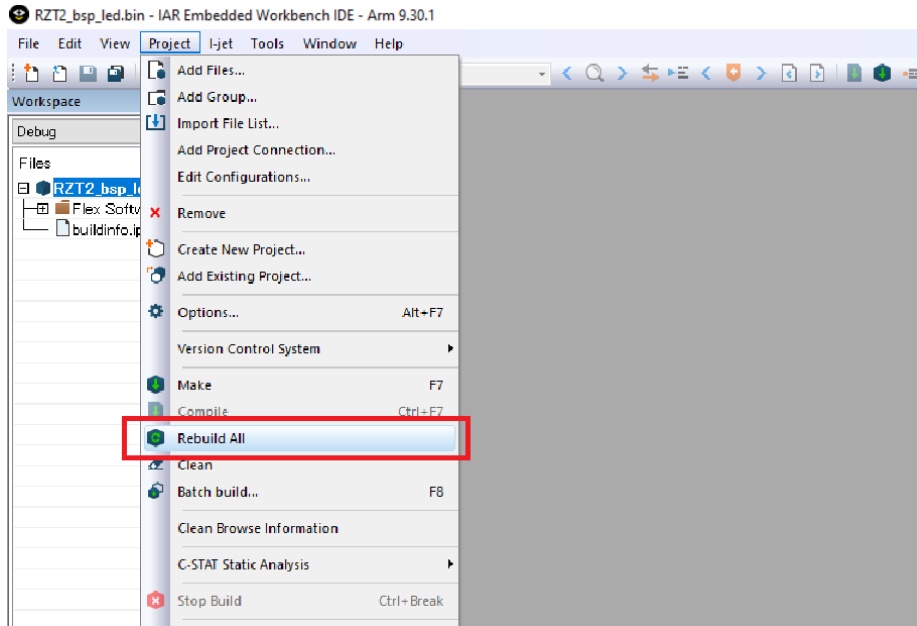 RZT2_bsp_led.bin - IAR Embedded Workbench IDE - Arm 9.30.1
File Edit View Project I-jet Tools Window Help
Workspace
Debug
Files
RZT2_bsp_l
Flex Softw
buildinfo.ip
Add Files...
Add Group...
Import File List...
Add Project Connection...
Edit Configurations...
Remove
Create New Project...
Add Existing Project...
Options... Alt+F7
Version Control System
Make F7
Compile Ctrl+F7
Rebuild All
Clean
Batch build... F8
Clean Browse Information
C-STAT Static Analysis
Stop Build Ctrl+Break